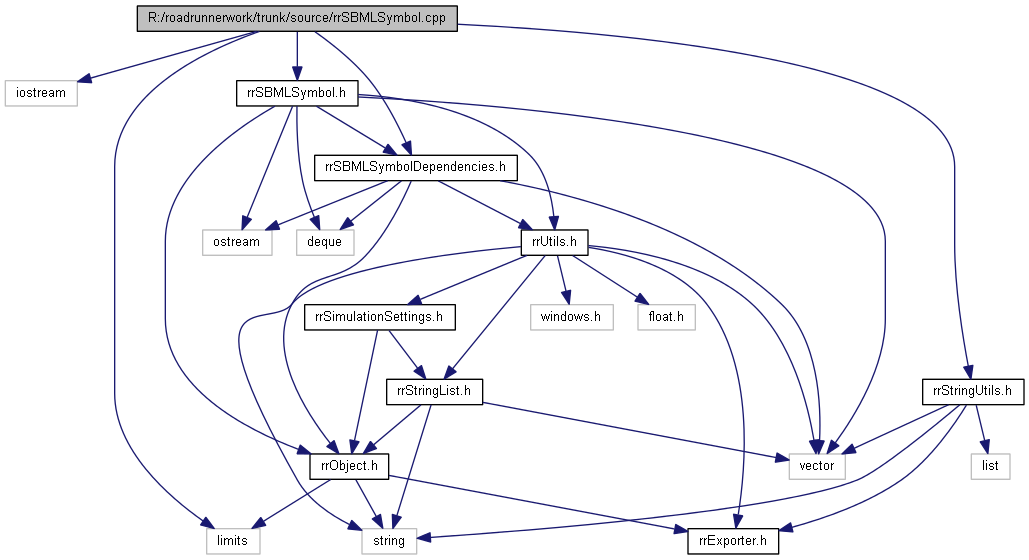 R:/roadrunnerwork/trunk/source/rrSBMLSymbol.cpp
iostream
rrSBMLSymbol.h
rrSBMLSymbolDependencies.h
ostream
deque
rrUtils.h
rrSimulationSettings.h
windows.h
float.h
rrStringList.h
rrStringUtils.h
rrObject.h
vector
list
limits
string
rrExporter.h